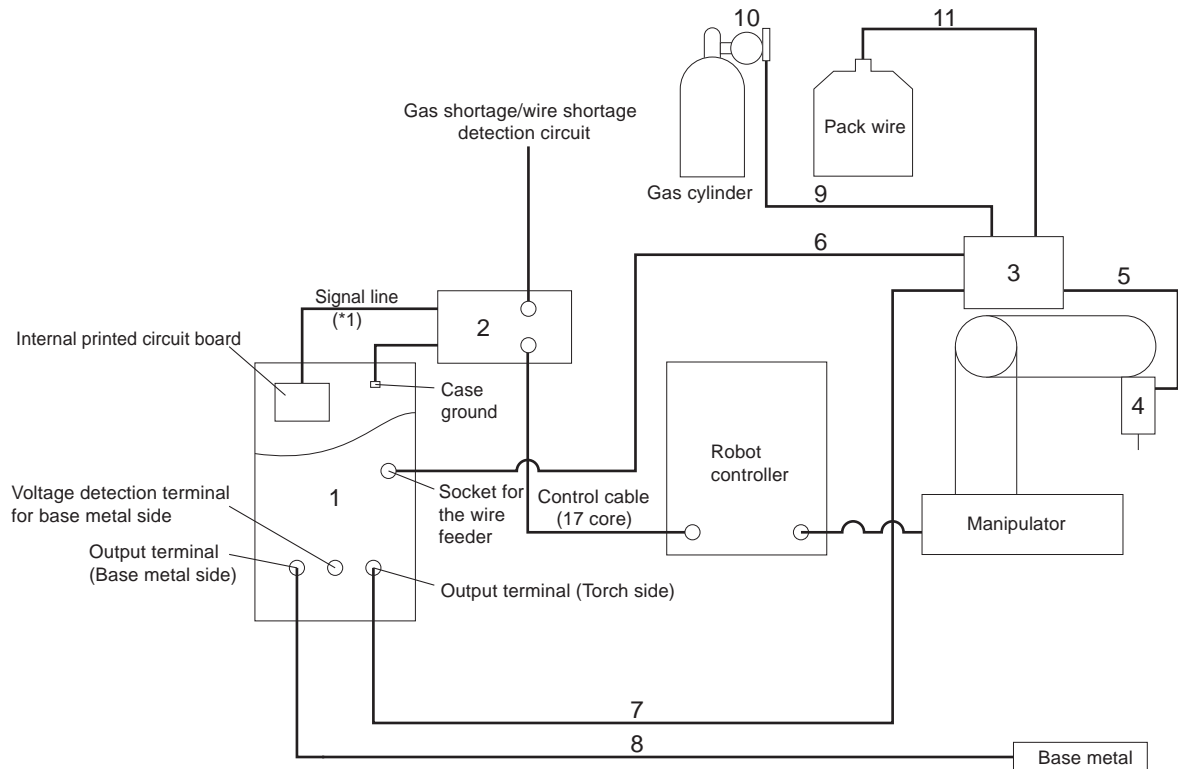 10
11
Gas shortage/wire shortage
detection circuit
Pack wire
Gas cylinder
9
6
3
5
Signal line
(*1)
2
Internal printed circuit board
Case
ground
4
Robot
controller
1
Voltage detection terminal
for base metal side
Socket for
the wire
feeder
Control cable
(17 core)
Manipulator
Output terminal
(Base metal side)
Output terminal (Torch side)
7
8
Base metal